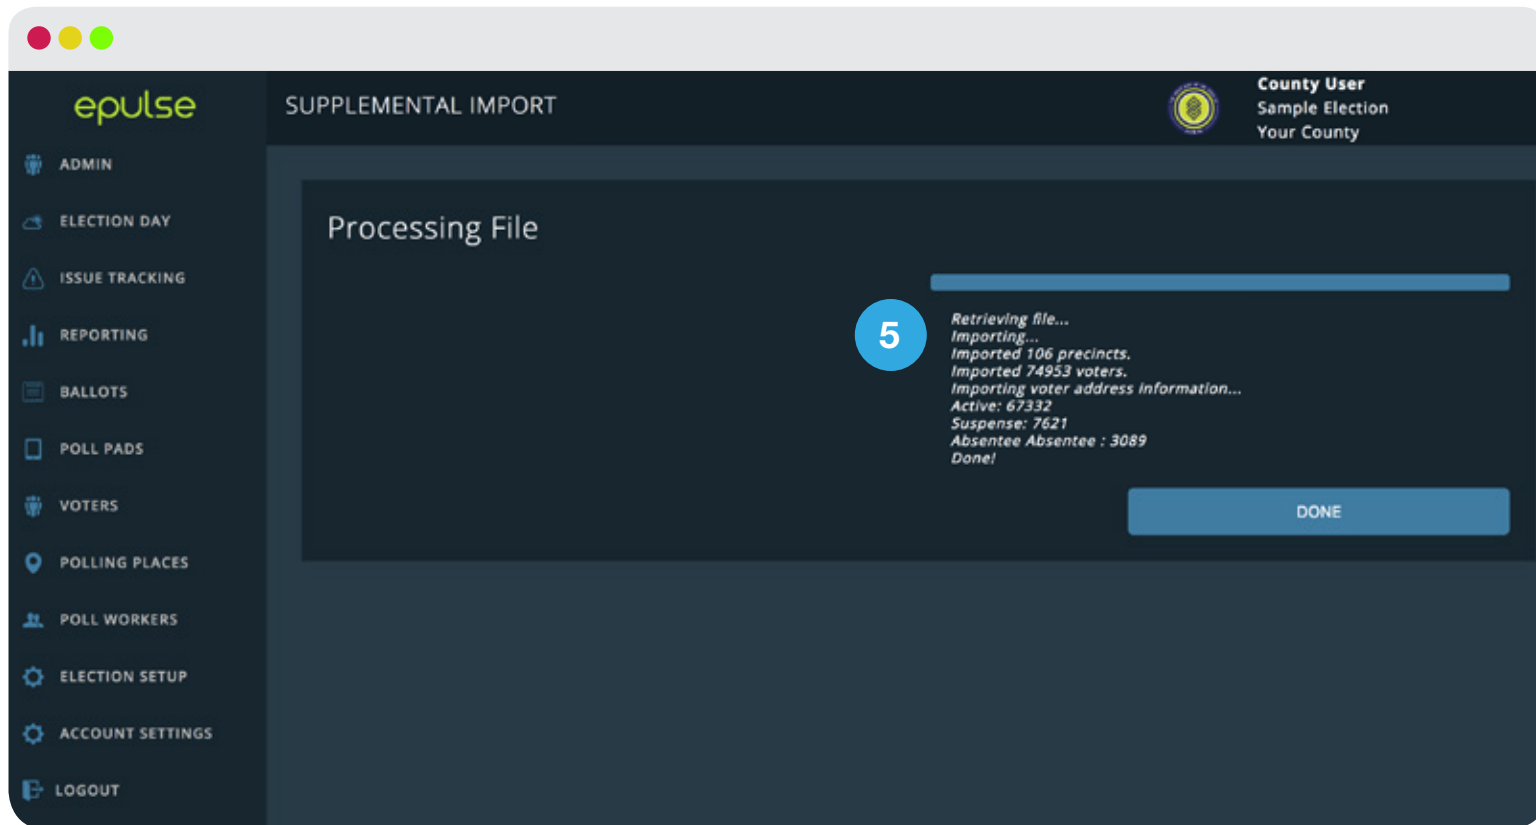 epulse
SUPPLEMENTAL IMPORT
County User
Sample Election
Your County
ADMIN
ELECTION DAY
ISSUE TRACKING
REPORTING
BALLOTS
POLL PADS
VOTERS
POLLING PLACES
POLL WORKERS
ELECTION SETUP
ACCOUNT SETTINGS
LOGOUT
Processing File
5
Retrieving file...
Importing...
Imported 106 precincts.
Imported 74953 voters.
Importing voter address information...
Active: 67332
Suspense: 7621
Absentee Absentee : 3089
Done!
DONE